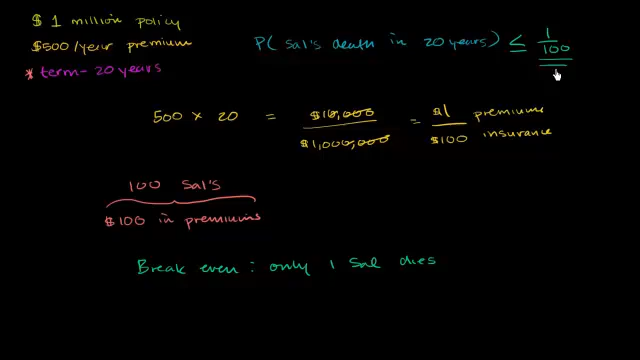 $ 1 million policy
$500/year premium
* term - 20 years
P( Sal's death in 20 years ) ≤ 1/100
500 × 20 = $10,000/$1,000,000 = $1/$100 premiums insurance
100 Sal's
$100 in premiums
Break even : only 1 Sal dies